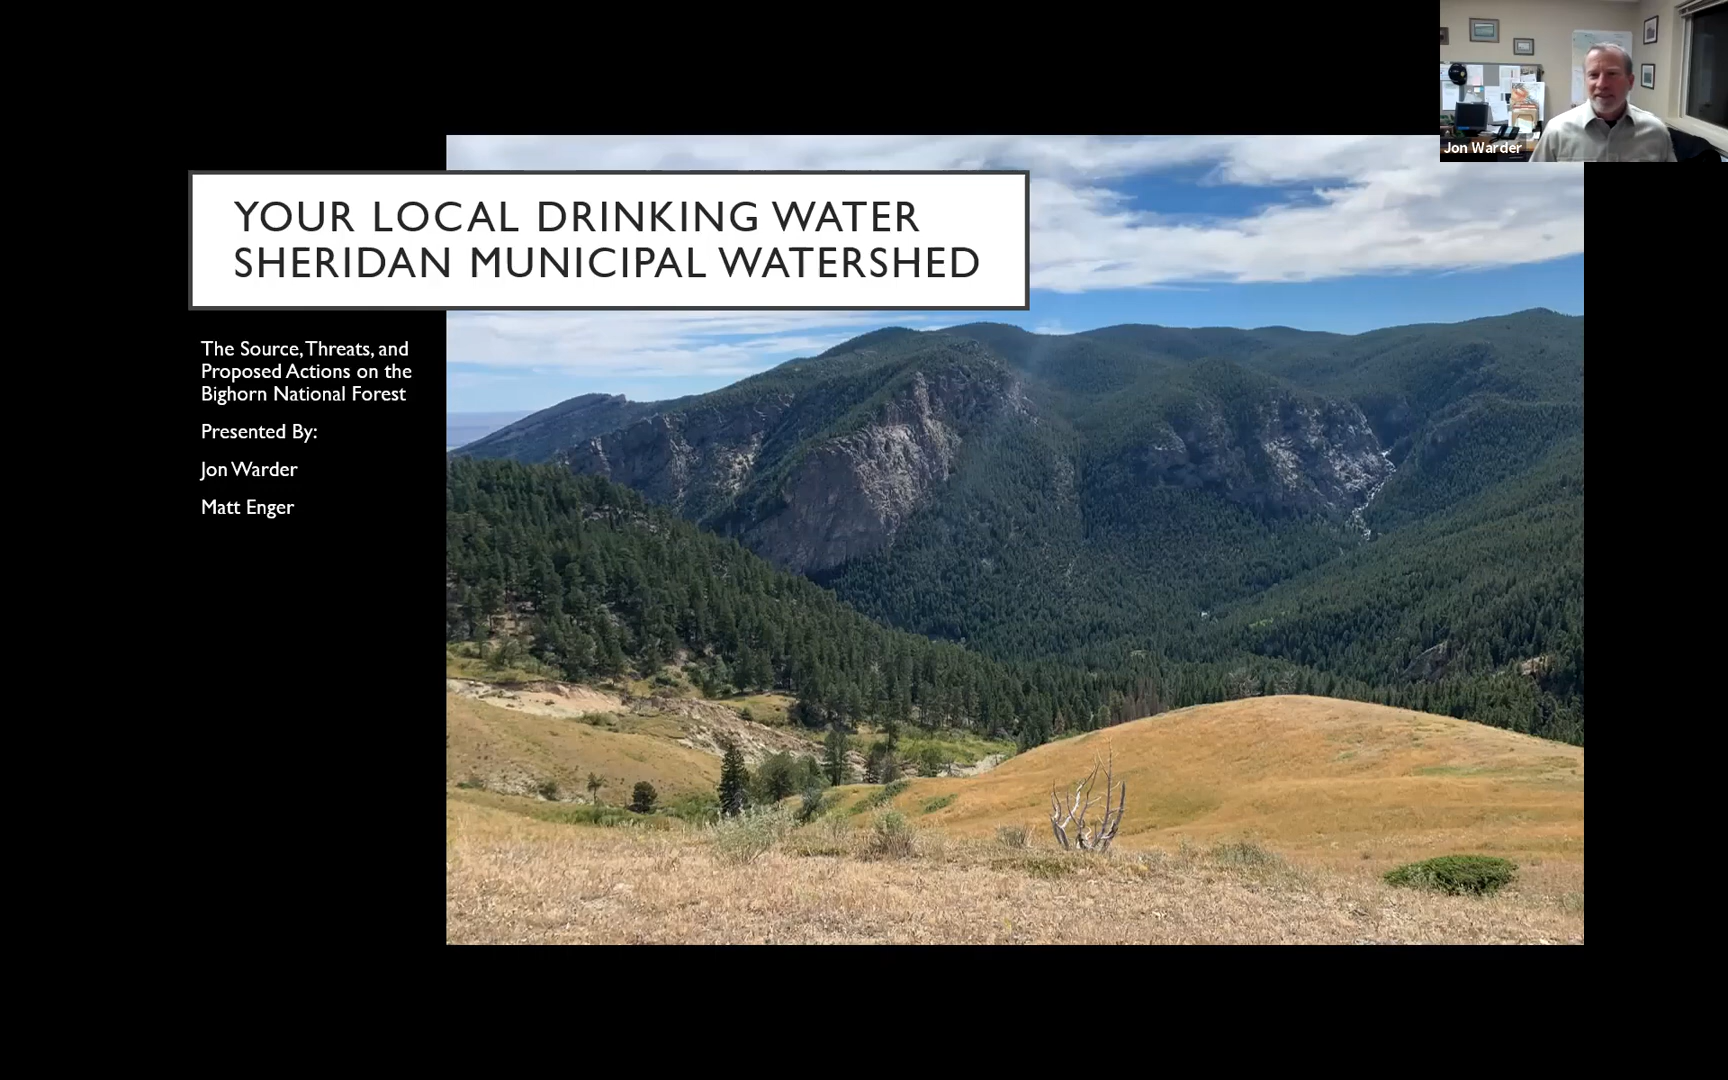 YOUR LOCAL DRINKING WATER
SHERIDAN MUNICIPAL WATERSHED
The Source, Threats, and
Proposed Actions on the
Bighorn National Forest
Presented By:
Jon Warder
Matt Enger
Jon Warder